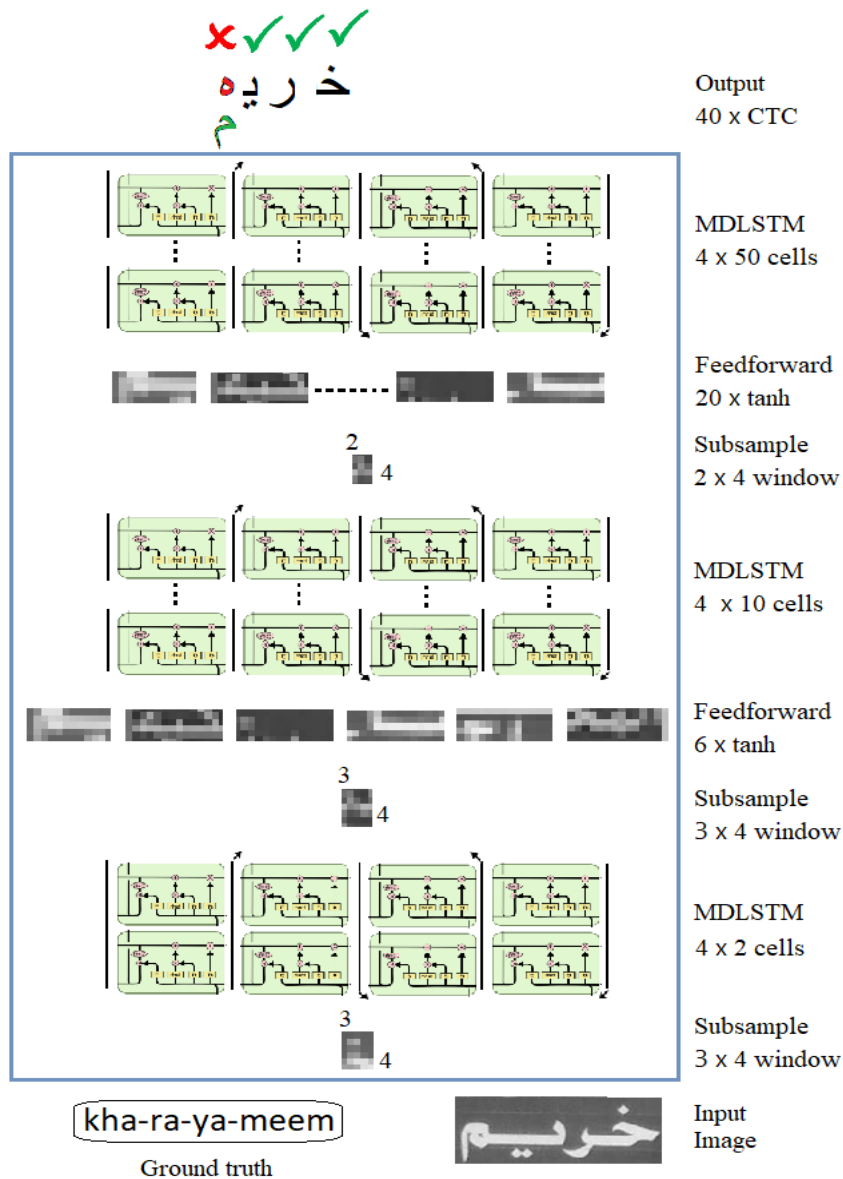 خریہ
م
Output
40 x CTC
MDLSTM
4 x 50 cells
Feedforward
20 x tanh
2
4
Subsample
2 x 4 window
MDLSTM
4 x 10 cells
Feedforward
6 x tanh
3
4
Subsample
3 x 4 window
MDLSTM
4 x 2 cells
3
4
Subsample
3 x 4 window
kha-ra-ya-meem
Ground truth
خریم
Input
Image